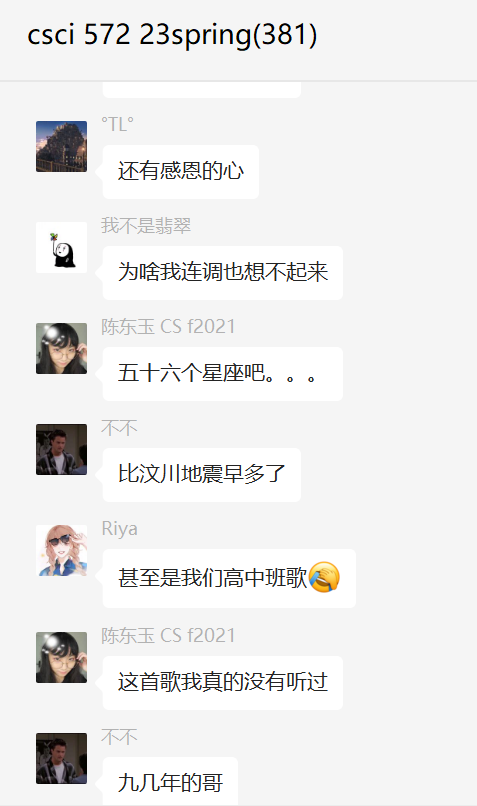 csci 572 23spring(381)
°TL°
还有感恩的心
我不是翡翠
为啥我连调也想不起来
陈东玉 CS f2021
五十六个星座吧。。。
不不
比汶川地震早多了
Riya
甚至是我们高中班歌🤣
陈东玉 CS f2021
这首歌我真的没有听过
不不
九几年的哥